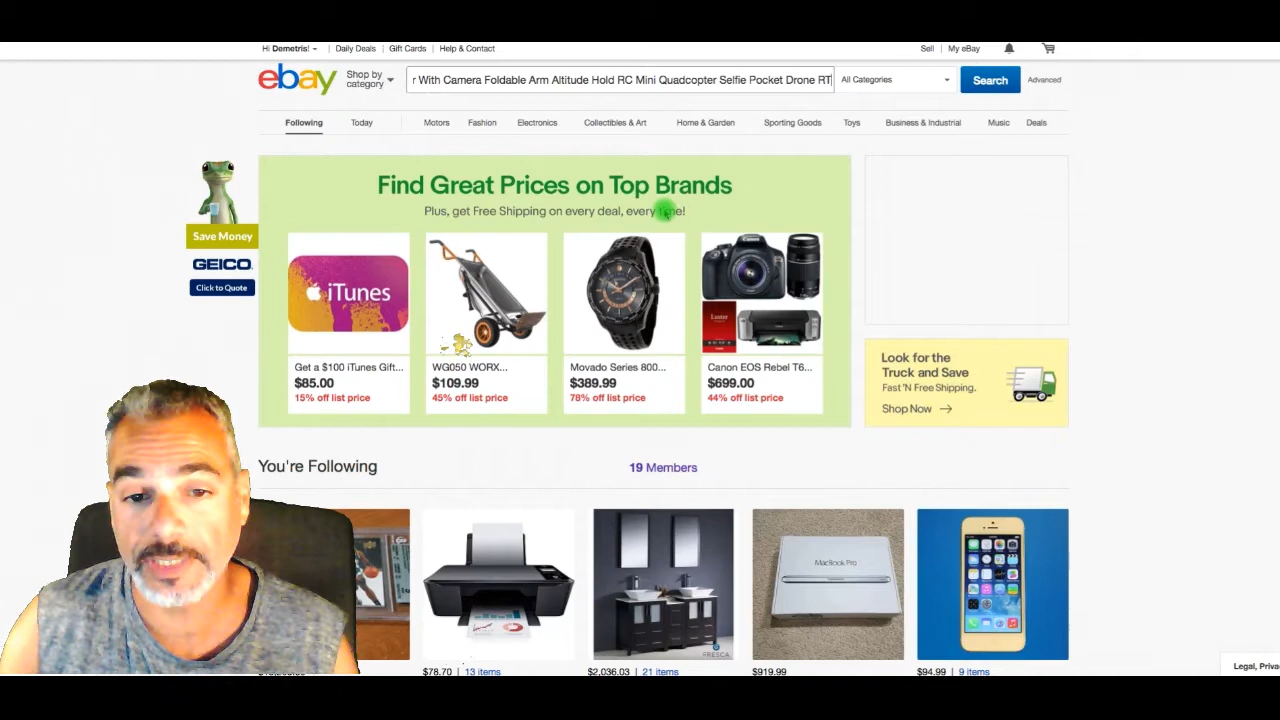 Hi Demetris! Daily Deals Gift Cards Help & Contact Sell My eBay
ebay
Shop by
category
r With Camera Foldable Arm Altitude Hold RC Mini Quadcopter Selfie Pocket Drone RT
All Categories
Search
Advanced
Following Today Motors Fashion Electronics Collectibles & Art Home & Garden Sporting Goods Toys Business & Industrial Music Deals
Find Great Prices on Top Brands
Plus, get Free Shipping on every deal, every time!
Save Money
GEICO
Click to Quote
iTunes
Canon
Luster
Get a $100 iTunes Gift... WG050 WORX... Movado Series 800... Canon EOS Rebel T6...
$85.00 $109.99 $389.99 $699.00
15% off list price 45% off list price 78% off list price 44% off list price
Look for the
Truck and Save
Fast 'N Free Shipping.
Shop Now
You're Following
19 Members
MacBook Pro
FRESCA
$78.70 | 13 items $2,036.03 | 21 items $919.99 $94.99 | 9 items
Legal, Priva